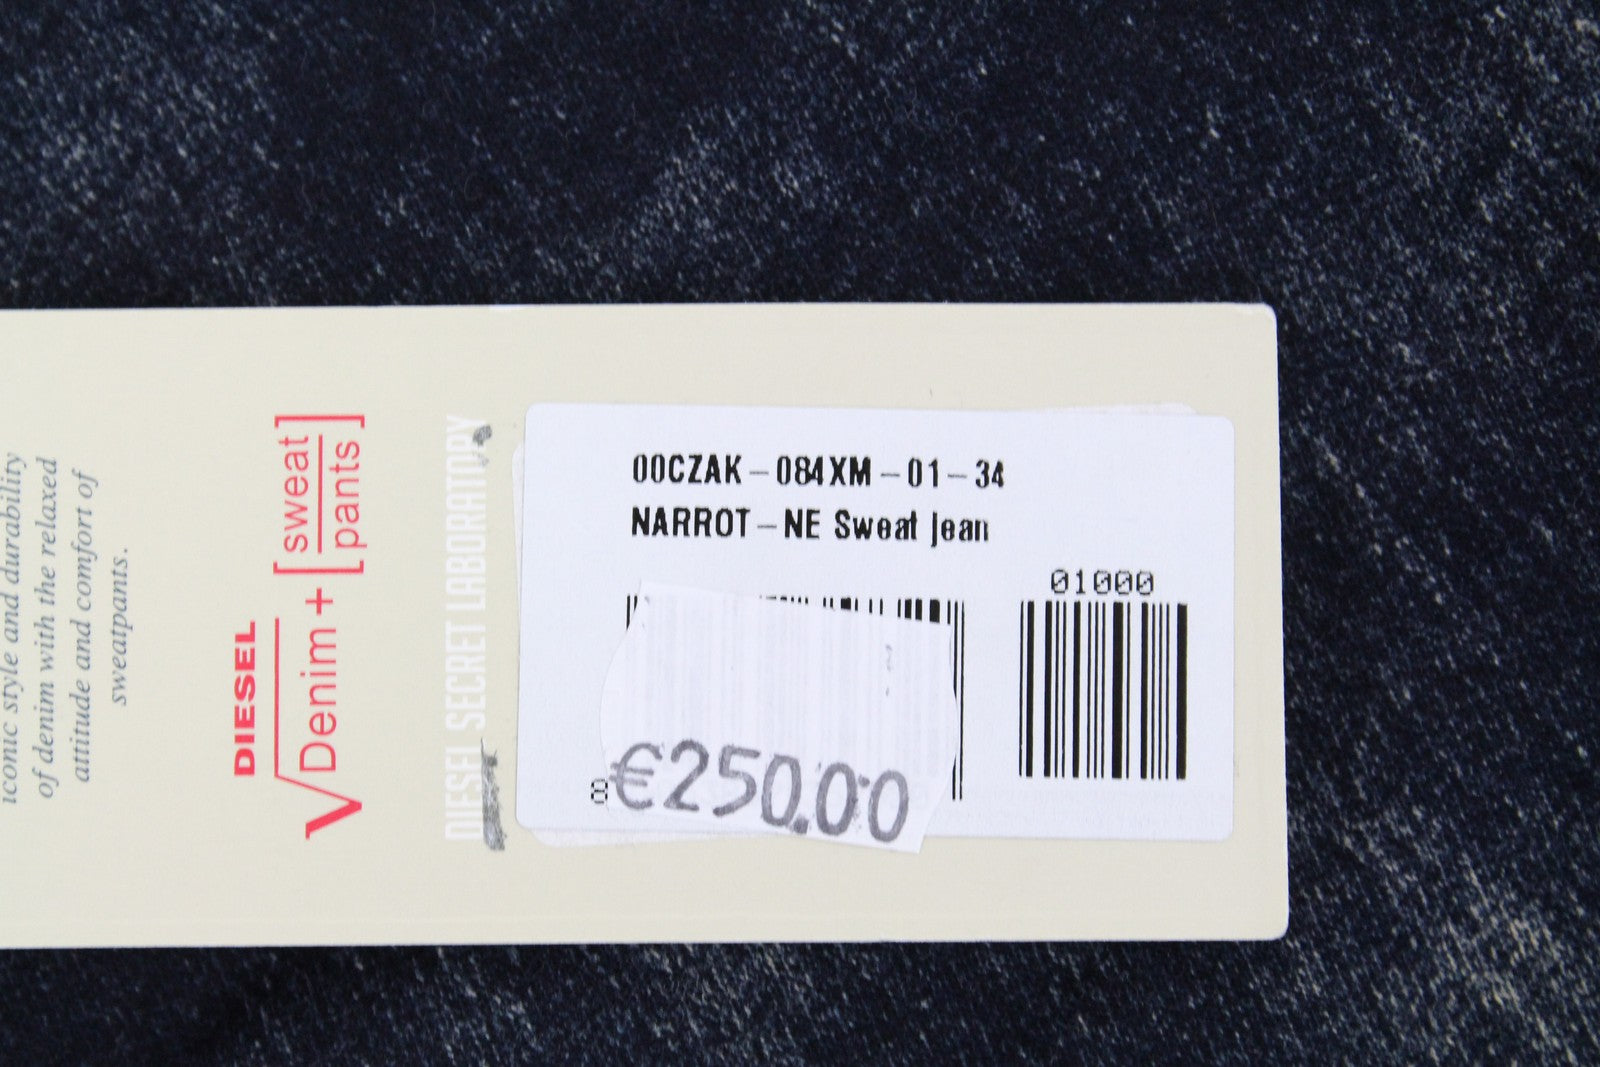 iconic style and durability
of denim with the relaxed
attitude and comfort of
sweatpants.
DIESEL
√Denim + [sweat
pants]
DIESEL SECRET LABORATORY
00CZAK-084XM-01-34
NARROT-NE Sweat Jean
01000
8
€250.00